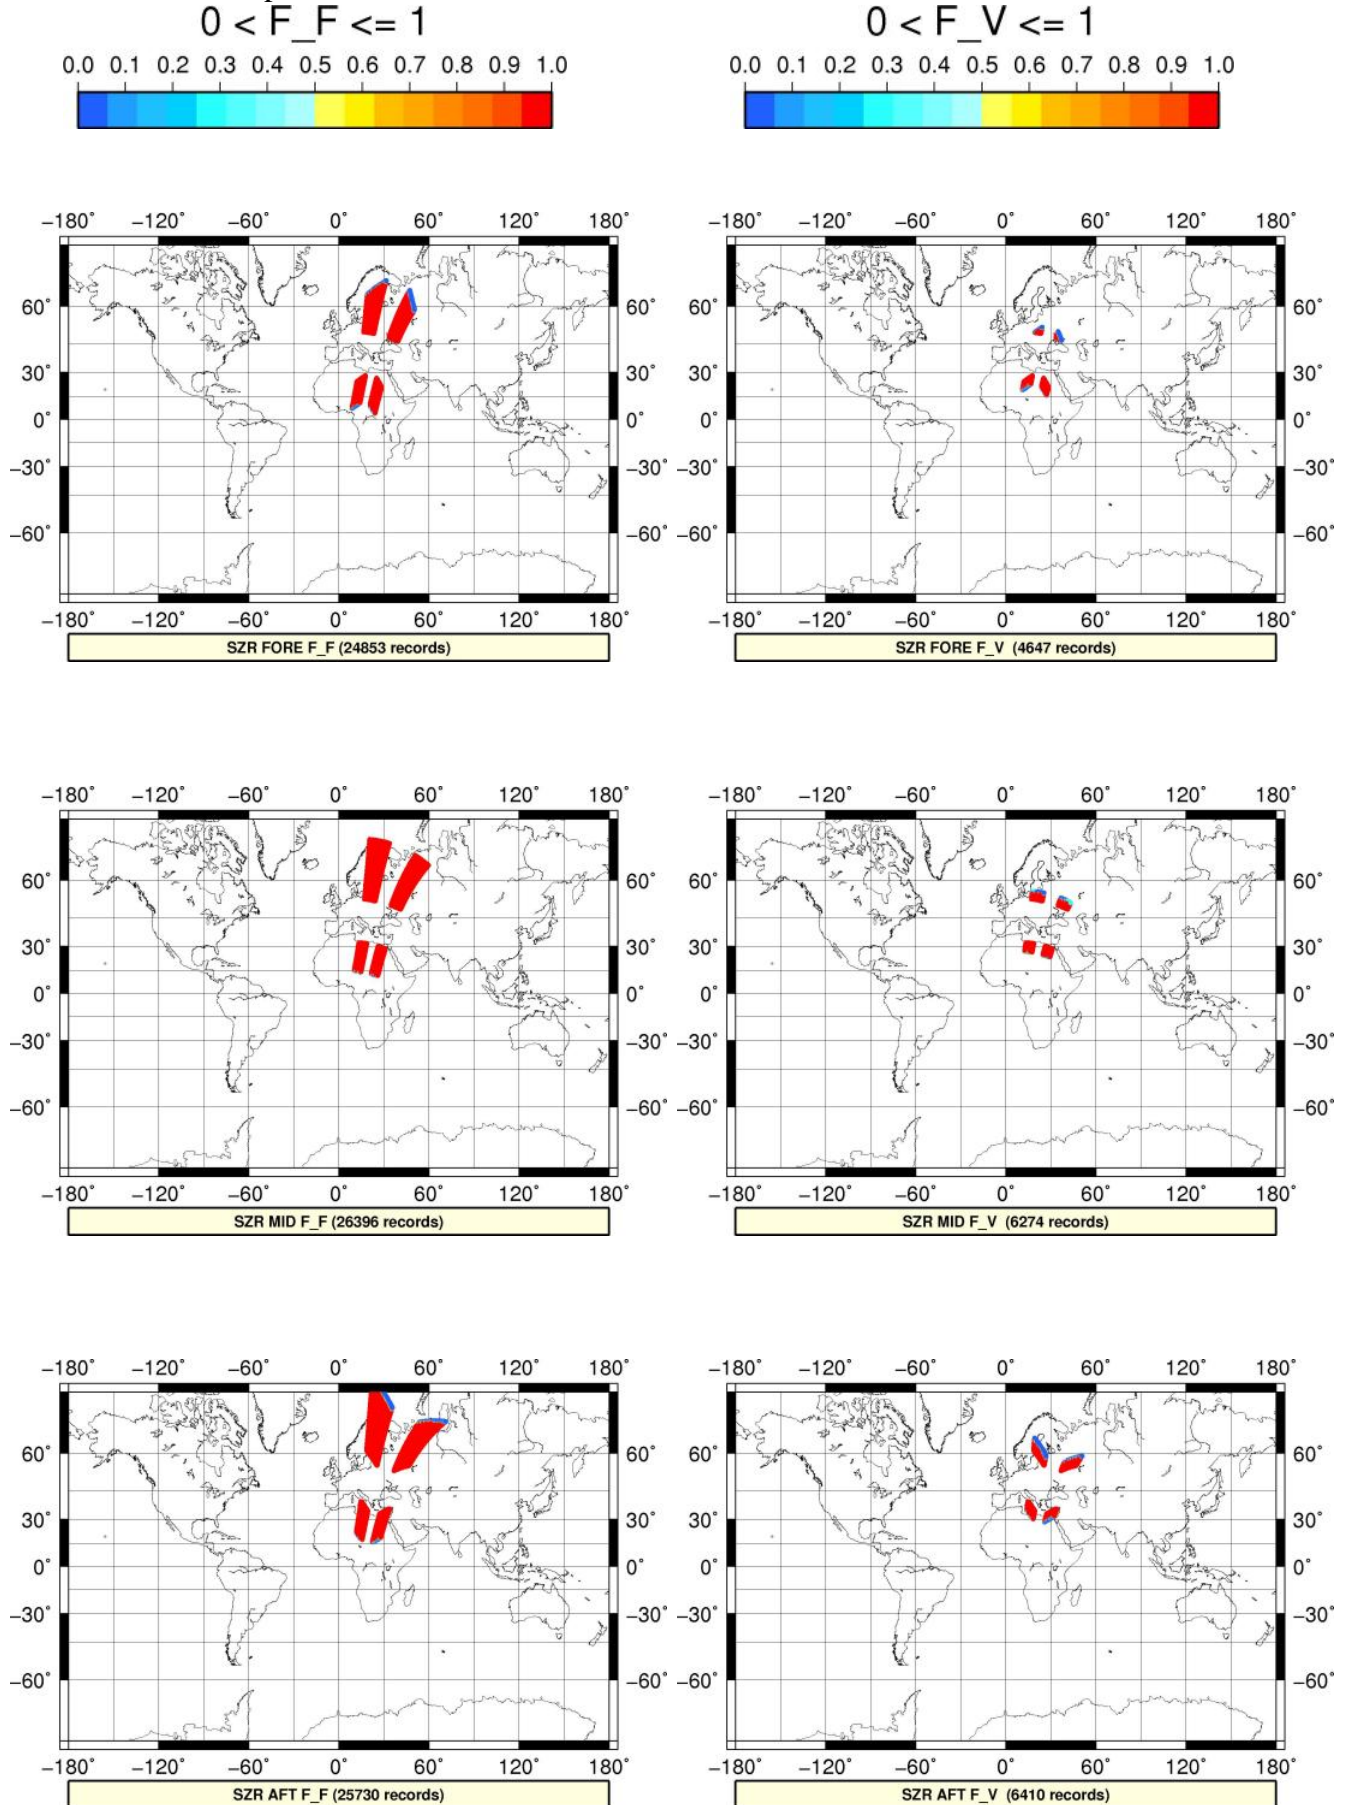 0 < F_F <= 1 0 < F_V <= 1
0.0 0.1 0.2 0.3 0.4 0.5 0.6 0.7 0.8 0.9 1.0 0.0 0.1 0.2 0.3 0.4 0.5 0.6 0.7 0.8 0.9 1.0
−180° −120° −60° 0° 60° 120° 180° −180° −120° −60° 0° 60° 120° 180°
60° 60° 60° 60°
30° 30° 30° 30°
0° 0° 0° 0°
−30° −30° −30° −30°
−60° −60° −60° −60°
−180° −120° −60° 0° 60° 120° 180° −180° −120° −60° 0° 60° 120° 180°
SZR FORE F_F (24853 records) SZR FORE F_V (4647 records)
−180° −120° −60° 0° 60° 120° 180° −180° −120° −60° 0° 60° 120° 180°
60° 60° 60° 60°
30° 30° 30° 30°
0° 0° 0° 0°
−30° −30° −30° −30°
−60° −60° −60° −60°
−180° −120° −60° 0° 60° 120° 180° −180° −120° −60° 0° 60° 120° 180°
SZR MID F_F (26396 records) SZR MID F_V (6274 records)
−180° −120° −60° 0° 60° 120° 180° −180° −120° −60° 0° 60° 120° 180°
60° 60° 60° 60°
30° 30° 30° 30°
0° 0° 0° 0°
−30° −30° −30° −30°
−60° −60° −60° −60°
−180° −120° −60° 0° 60° 120° 180° −180° −120° −60° 0° 60° 120° 180°
SZR AFT F_F (25730 records) SZR AFT F_V (6410 records)